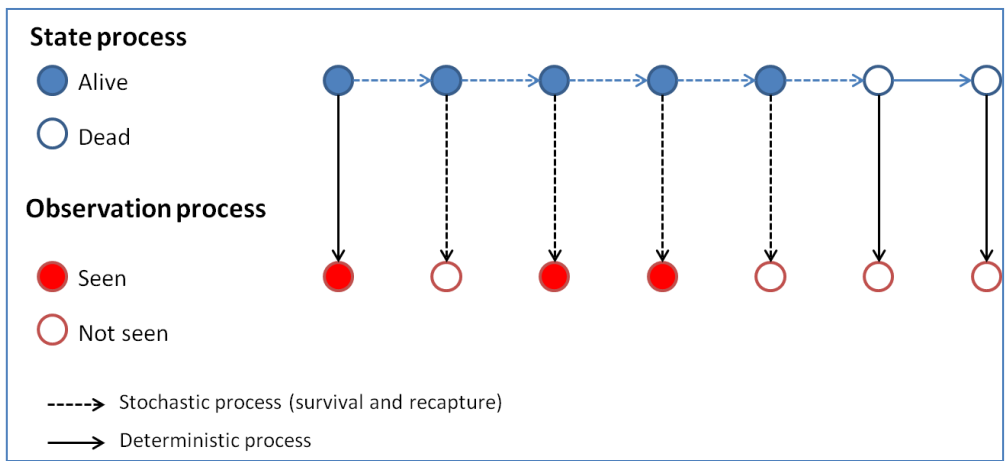 State process
Alive
Dead
Observation process
Seen
Not seen
Stochastic process (survival and recapture)
Deterministic process